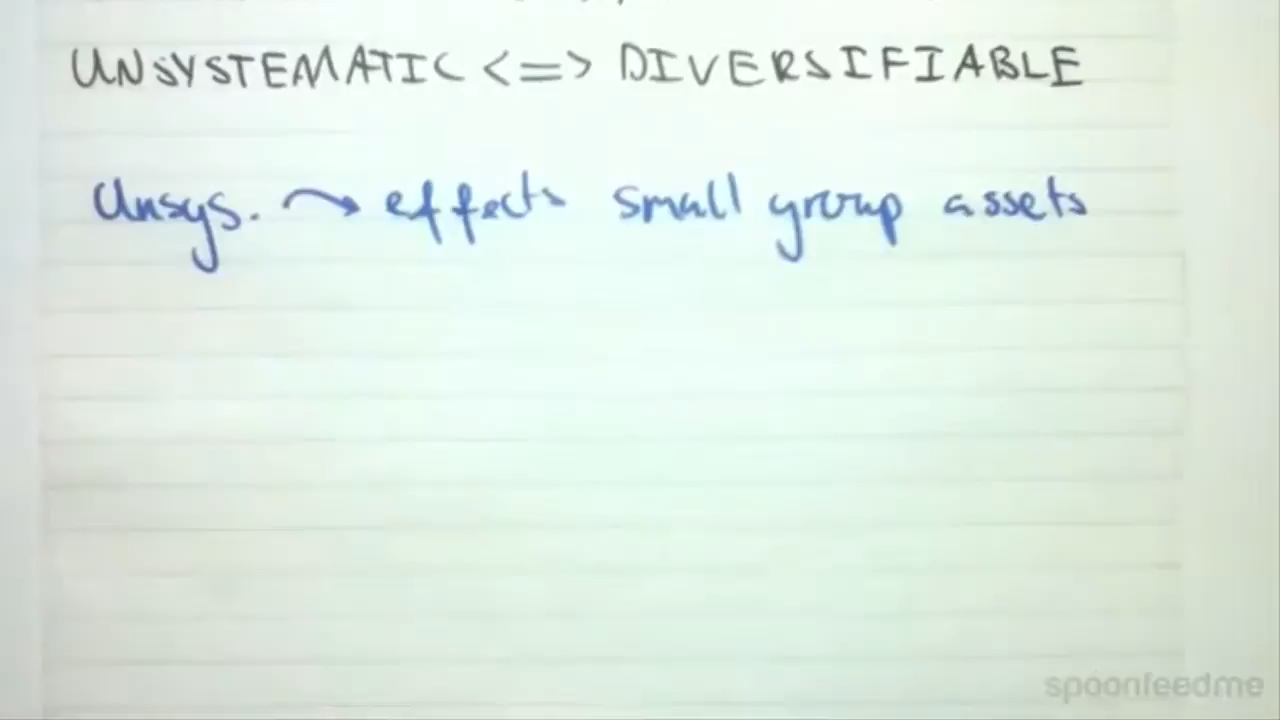 UNSYSTEMATIC <=> DIVERSIFIABLE
Unsys. → effects small group assets
spoonfeedme